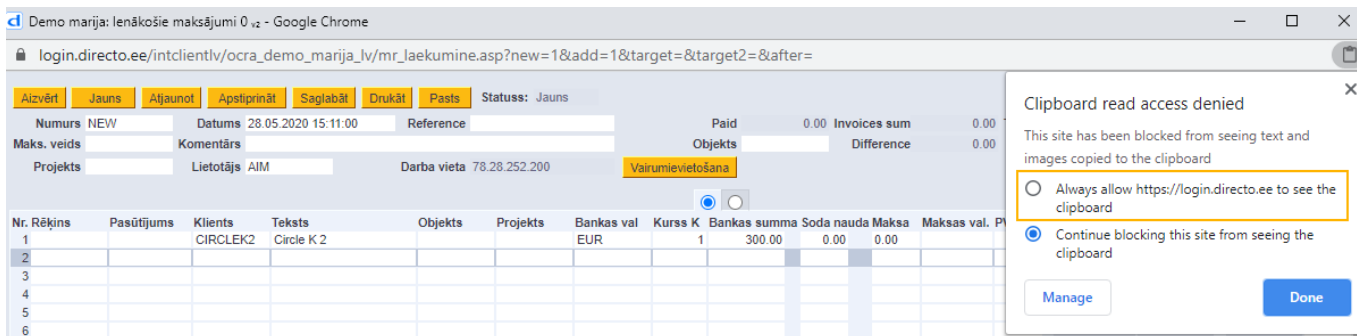 Demo marija: Ienākošie maksājumi 0 v2 - Google Chrome
login.directo.ee/intclientlv/ocra_demo_marija_lv/mr_laekumine.asp?new=1&add=1&target=&target2=&after=
Aizvērt Jauns Atjaunot Apstiprināt Saglabāt Drukāt Pasts Statuss: Jauns
Numurs NEW Datums 28.05.2020 15:11:00 Reference Paid 0.00 Invoices sum 0.00
Maks. veids Komentārs Objekts Difference 0.00
Projekts Lietotājs AIM Darba vieta 78.28.252.200 Vairumievietošana
Nr. Rēķins Pasūtījums Klients Teksts Objekts Projekts Bankas val Kurss K Bankas summa Soda nauda Maksa Maksas val.
1 CIRCLEK2 Circle K 2 EUR 1 300.00 0.00 0.00
2
3
4
5
6
Clipboard read access denied
This site has been blocked from seeing text and
images copied to the clipboard
Always allow https://login.directo.ee to see the
clipboard
Continue blocking this site from seeing the
clipboard
Manage Done